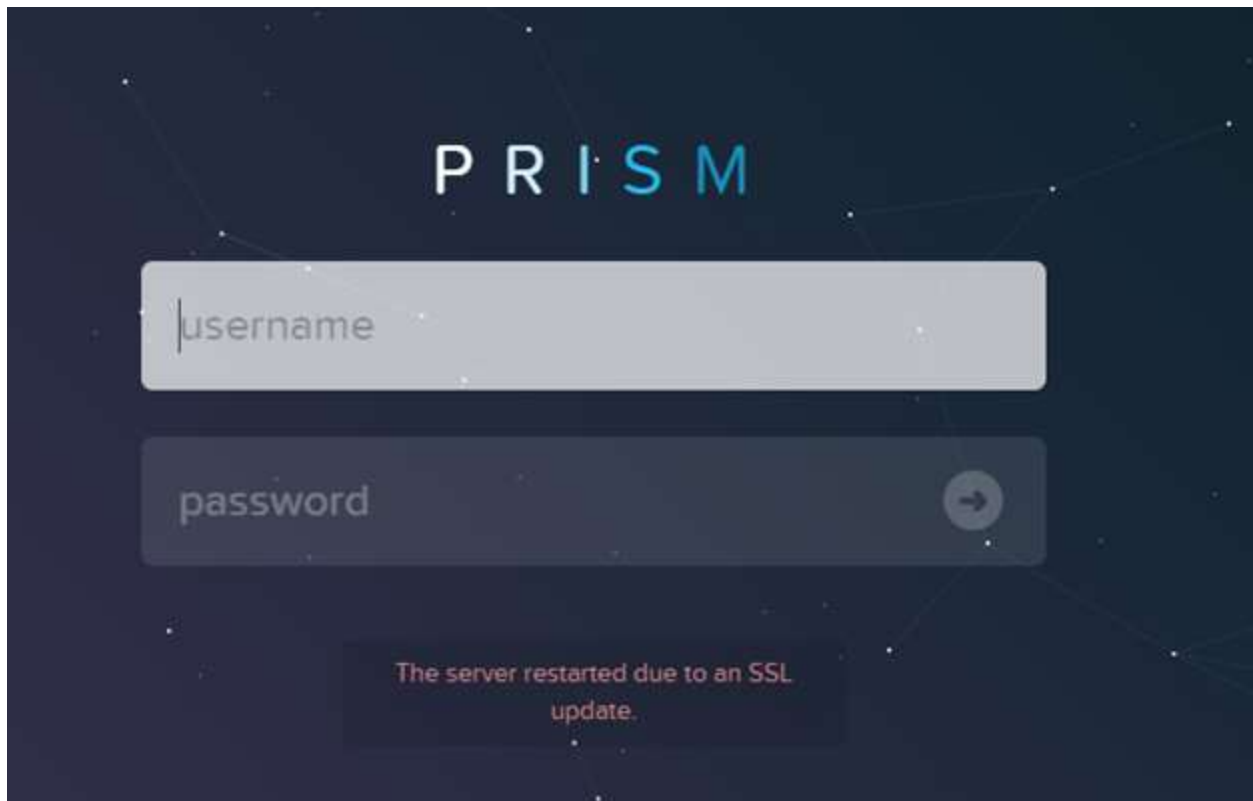 PRISM
username
password
The server restarted due to an SSL
update.